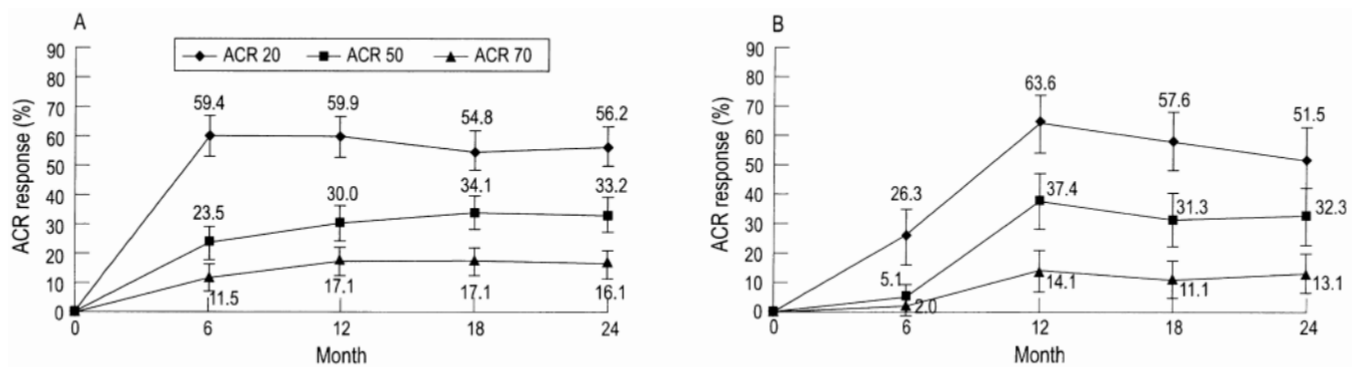 A
ACR 20 ACR 50 ACR 70
ACR response (%)
90
80
70
60
50
40
30
20
10
0
59.4 59.9 54.8 56.2
23.5 30.0 34.1 33.2
11.5 17.1 17.1 16.1
0 6 12 18 24
Month
B
ACR response (%)
90
80
70
60
50
40
30
20
10
0
26.3 63.6 57.6 51.5
5.1 37.4 31.3 32.3
2.0 14.1 11.1 13.1
0 6 12 18 24
Month